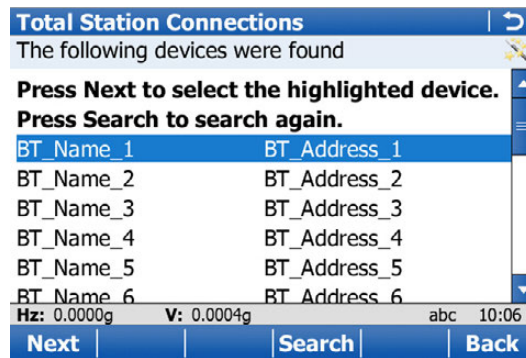 Total Station Connections
The following devices were found
Press Next to select the highlighted device.
Press Search to search again.
BT_Name_1 BT_Address_1
BT_Name_2 BT_Address_2
BT_Name_3 BT_Address_3
BT_Name_4 BT_Address_4
BT_Name_5 BT_Address_5
BT_Name_6 BT_Address_6
Hz: 0.0000g V: 0.0004g abc 10:06
Next Search Back